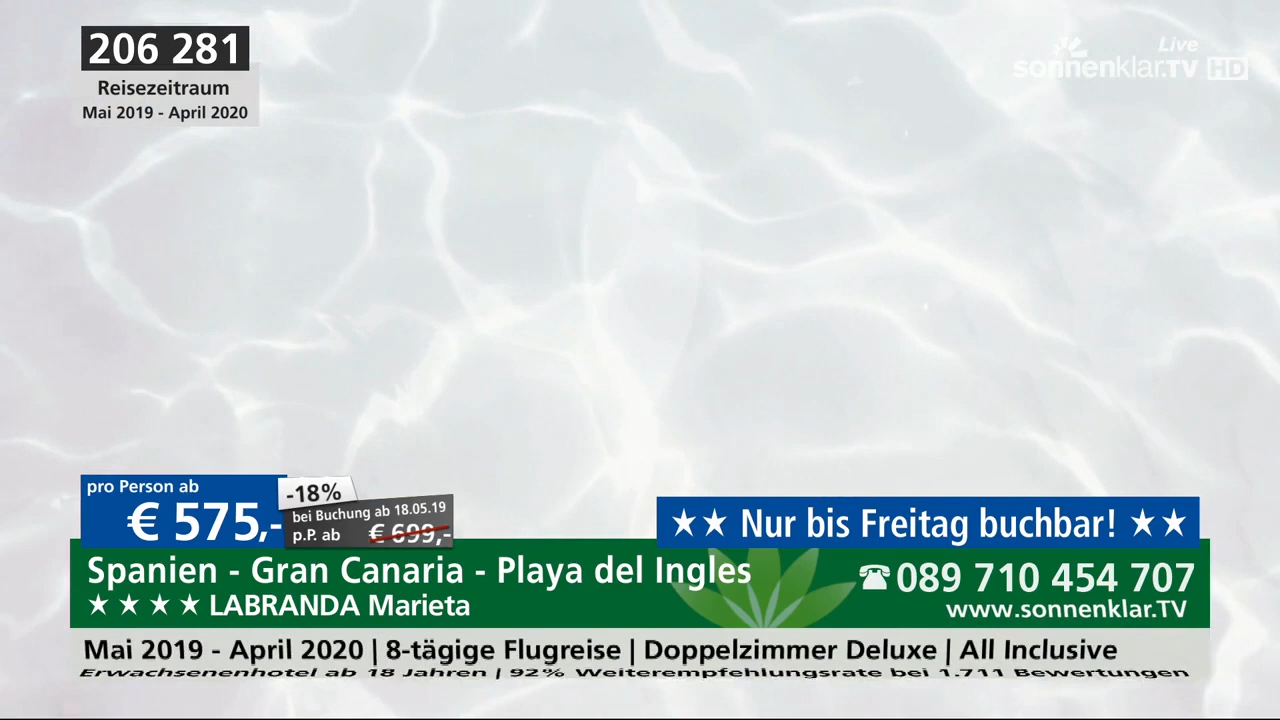 206 281
Reisezeitraum
Mai 2019 - April 2020
Live
sonnenklar.TV HD
pro Person ab
€ 575,-
-18%
bei Buchung ab 18.05.19
p.P. ab € 699,-
★★ Nur bis Freitag buchbar! ★★
Spanien - Gran Canaria - Playa del Ingles
★ ★ ★ ★ LABRANDA Marieta
☎ 089 710 454 707
www.sonnenklar.TV
Mai 2019 - April 2020 | 8-tägige Flugreise | Doppelzimmer Deluxe | All Inclusive
Erwachsenenhotel ab 18 Jahren | 92% Weiterempfehlungsrate bei 1.711 Bewertungen